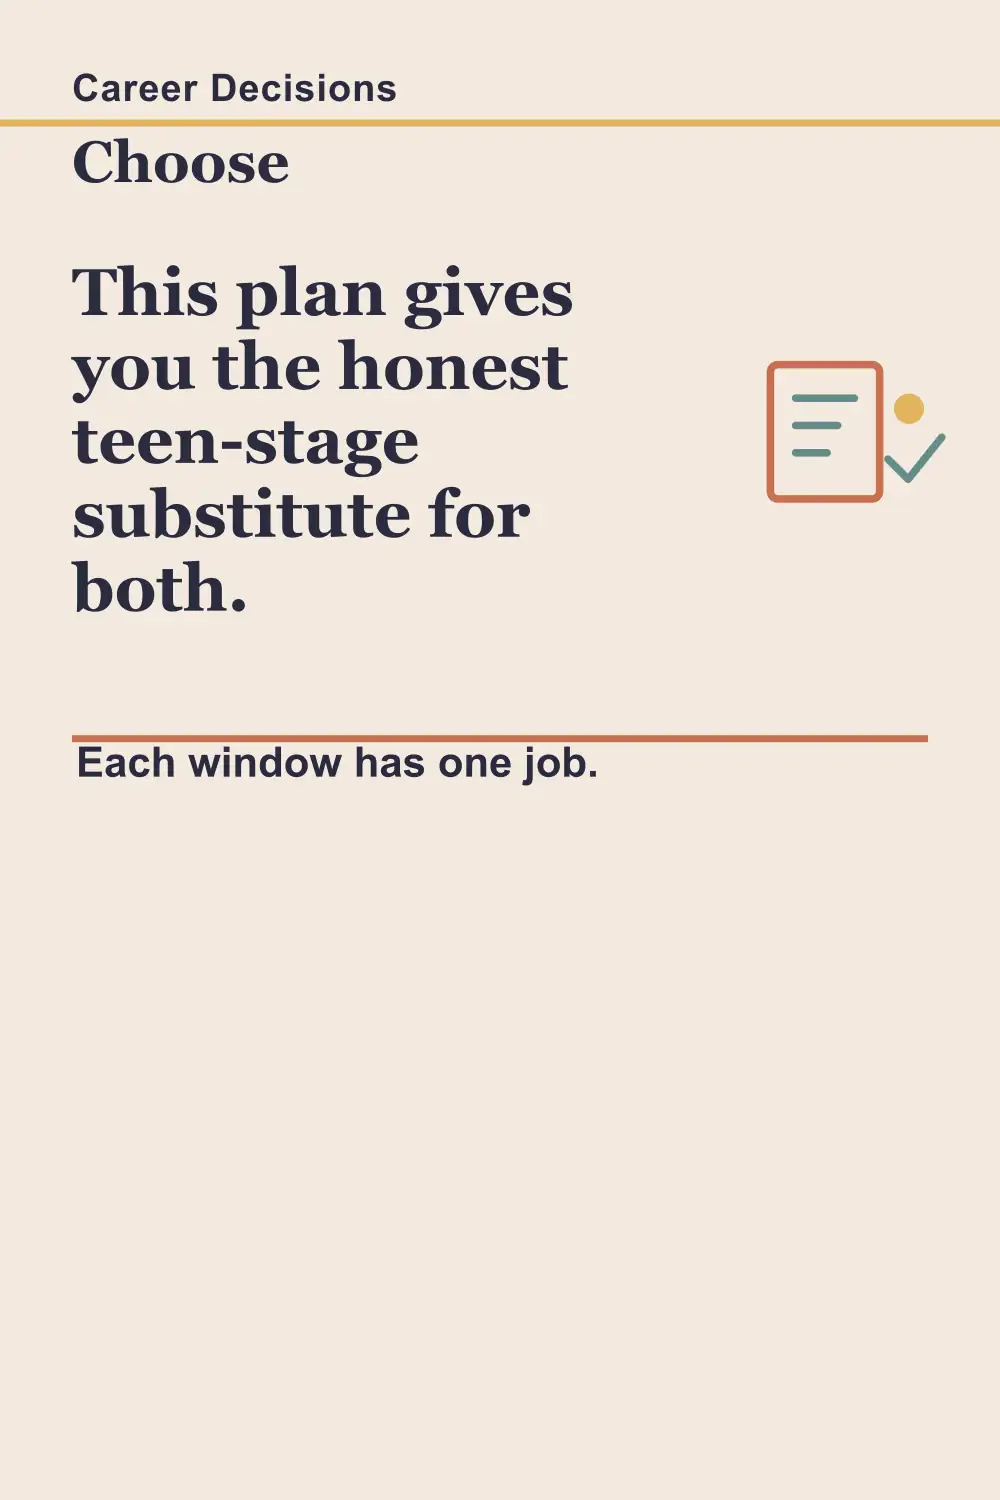 Career Decisions
Choose
This plan gives
you the honest
teen-stage
substitute for
both.
Each window has one job.